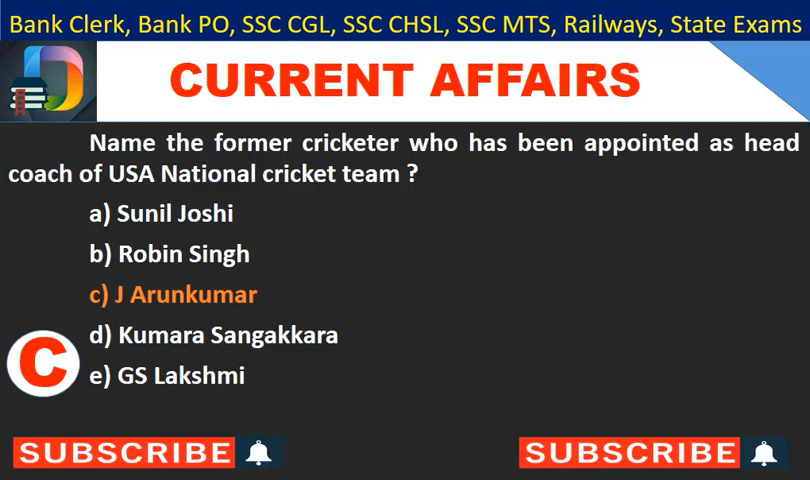 Bank Clerk, Bank PO, SSC CGL, SSC CHSL, SSC MTS, Railways, State Exams
CURRENT AFFAIRS
Name the former cricketer who has been appointed as head
coach of USA National cricket team ?
a) Sunil Joshi
b) Robin Singh
c) J Arunkumar
d) Kumara Sangakkara
C
e) GS Lakshmi
SUBSCRIBE
SUBSCRIBE